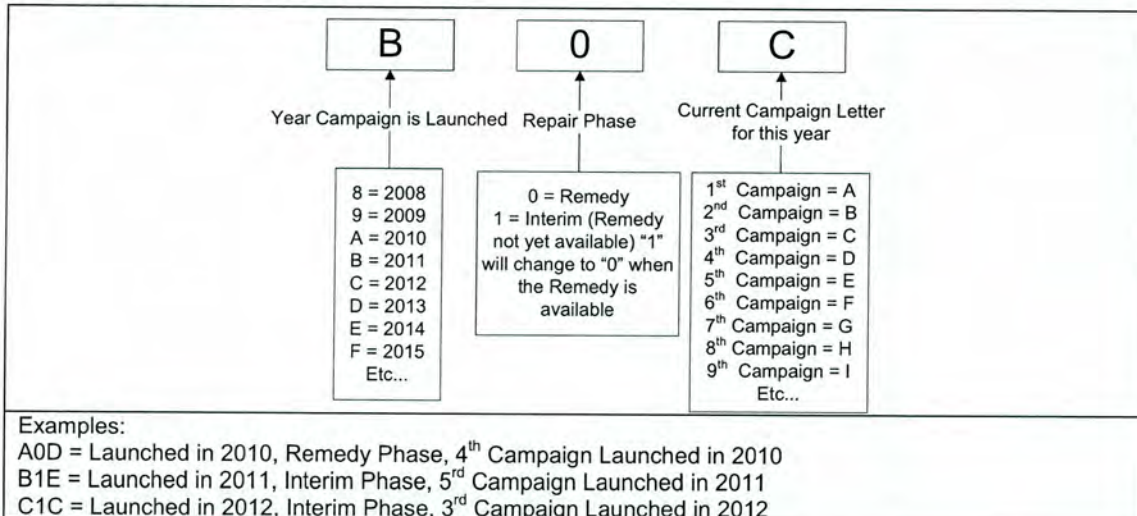 B 0 C
Year Campaign is Launched
Repair Phase
Current Campaign Letter
for this year
8 = 2008
9 = 2009
A = 2010
B = 2011
C = 2012
D = 2013
E = 2014
F = 2015
Etc...
0 = Remedy
1 = Interim (Remedy
not yet available) “1”
will change to “0” when
the Remedy is
available
1st Campaign = A
2nd Campaign = B
3rd Campaign = C
4th Campaign = D
5th Campaign = E
6th Campaign = F
7th Campaign = G
8th Campaign = H
9th Campaign = I
Etc...
Examples:
A0D = Launched in 2010, Remedy Phase, 4th Campaign Launched in 2010
B1E = Launched in 2011, Interim Phase, 5rd Campaign Launched in 2011
C1C = Launched in 2012, Interim Phase, 3rd Campaign Launched in 2012